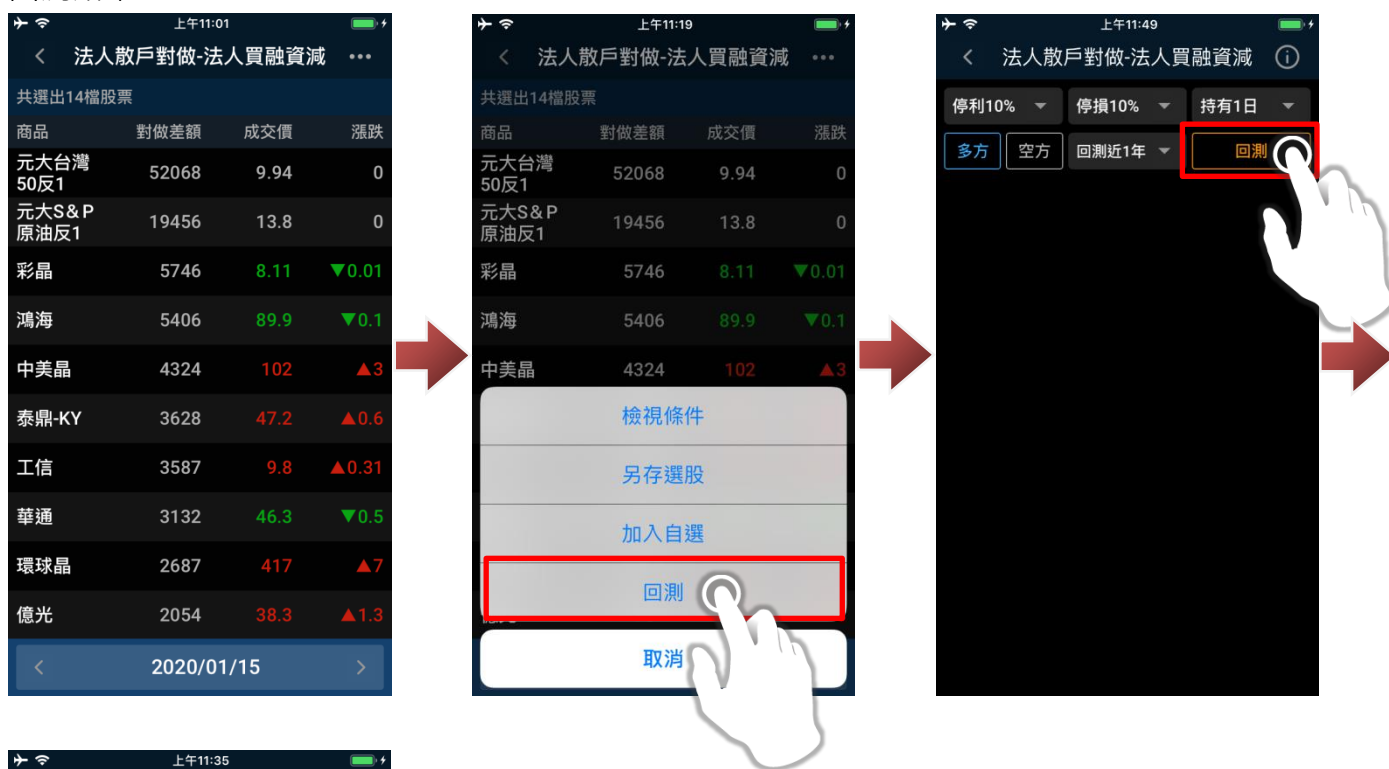 上午11:01
法人散戶對做-法人買融資減 •••
共選出14檔股票
商品 對做差額 成交價 漲跌
元大台灣
50反1 52068 9.94 0
元大S&P
原油反1 19456 13.8 0
彩晶 5746 8.11 ▼0.01
鴻海 5406 89.9 ▼0.1
中美晶 4324 102 ▲3
泰鼎-KY 3628 47.2 ▲0.6
工信 3587 9.8 ▲0.31
華通 3132 46.3 ▼0.5
環球晶 2687 417 ▲7
億光 2054 38.3 ▲1.3
2020/01/15
上午11:19
法人散戶對做-法人買融資減 •••
共選出14檔股票
商品 對做差額 成交價 漲跌
元大台灣
50反1 52068 9.94 0
元大S&P
原油反1 19456 13.8 0
彩晶 5746 8.11 ▼0.01
鴻海 5406 89.9 ▼0.1
中美晶 4324 102 ▲3
檢視條件
另存選股
加入自選
回測
取消
上午11:49
法人散戶對做-法人買融資減
停利10% 停損10% 持有1日
多方 空方 回測近1年 回測
上午11:35